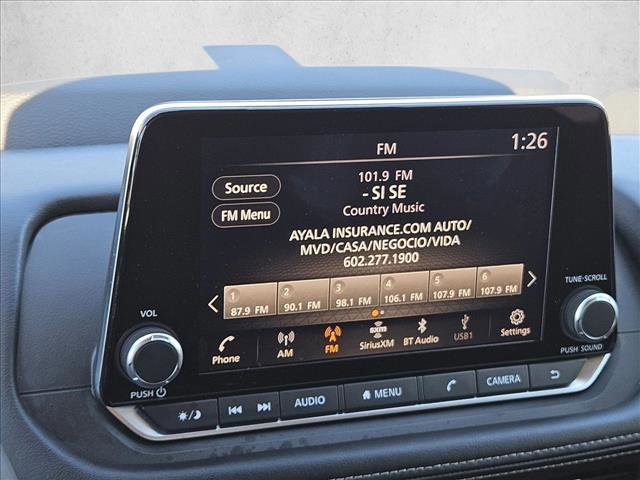 FM
1:26
101.9 FM
Source
- SI SE
FM Menu
Country Music
AYALA INSURANCE.COM AUTO/
MVD/CASA/NEGOCIO/VIDA
602.277.1900
1 2 3 4 5 6
87.9 FM 90.1 FM 98.1 FM 106.1 FM 107.9 FM 107.9 FM
Phone AM FM SiriusXM BT Audio USB1 Settings
sxm
VOL
PUSH
TUNE·SCROLL
PUSH SOUND
AUDIO
MENU
CAMERA